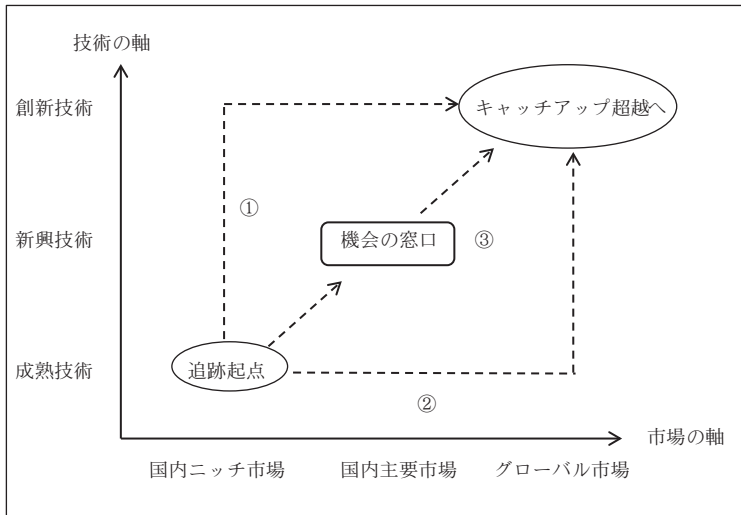 技術の軸
創新技術
キャッチアップ超越へ
①
新興技術
機会の窓口
③
成熟技術
追跡起点
②
市場の軸
国内ニッチ市場
国内主要市場
グローバル市場